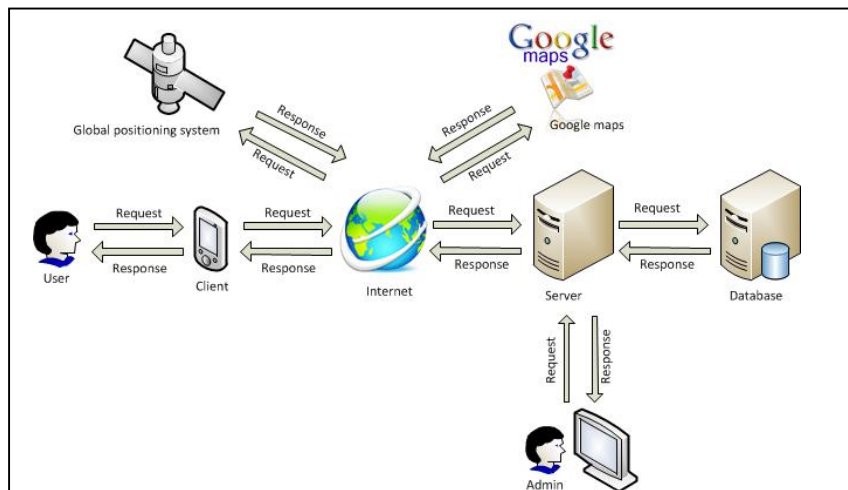 Google
maps
Global positioning system
Response
Request
Response
Request
Google maps
Request
Response
Request
Response
Request
Response
Request
Response
User
Client
Internet
Server
Database
Request
Response
Admin